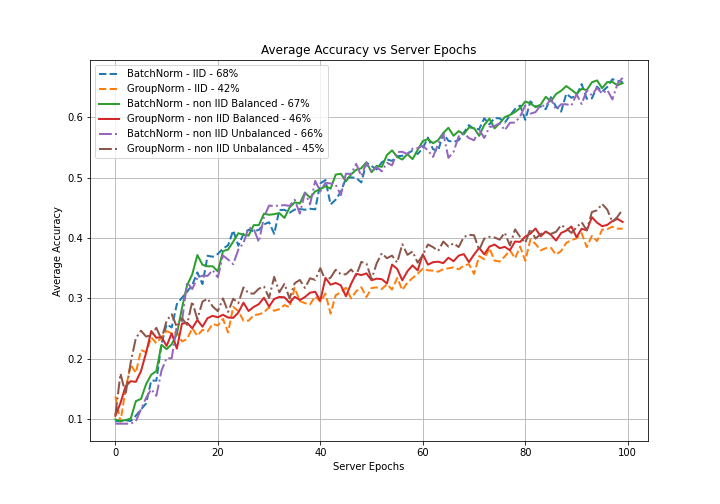 Average Accuracy vs Server Epochs
BatchNorm - IID - 68%
GroupNorm - IID - 42%
BatchNorm - non IID Balanced - 67%
GroupNorm - non IID Balanced - 46%
BatchNorm - non IID Unbalanced - 66%
GroupNorm - non IID Unbalanced - 45%
Average Accuracy
0.6
0.5
0.4
0.3
0.2
0.1
0 20 40 60 80 100
Server Epochs